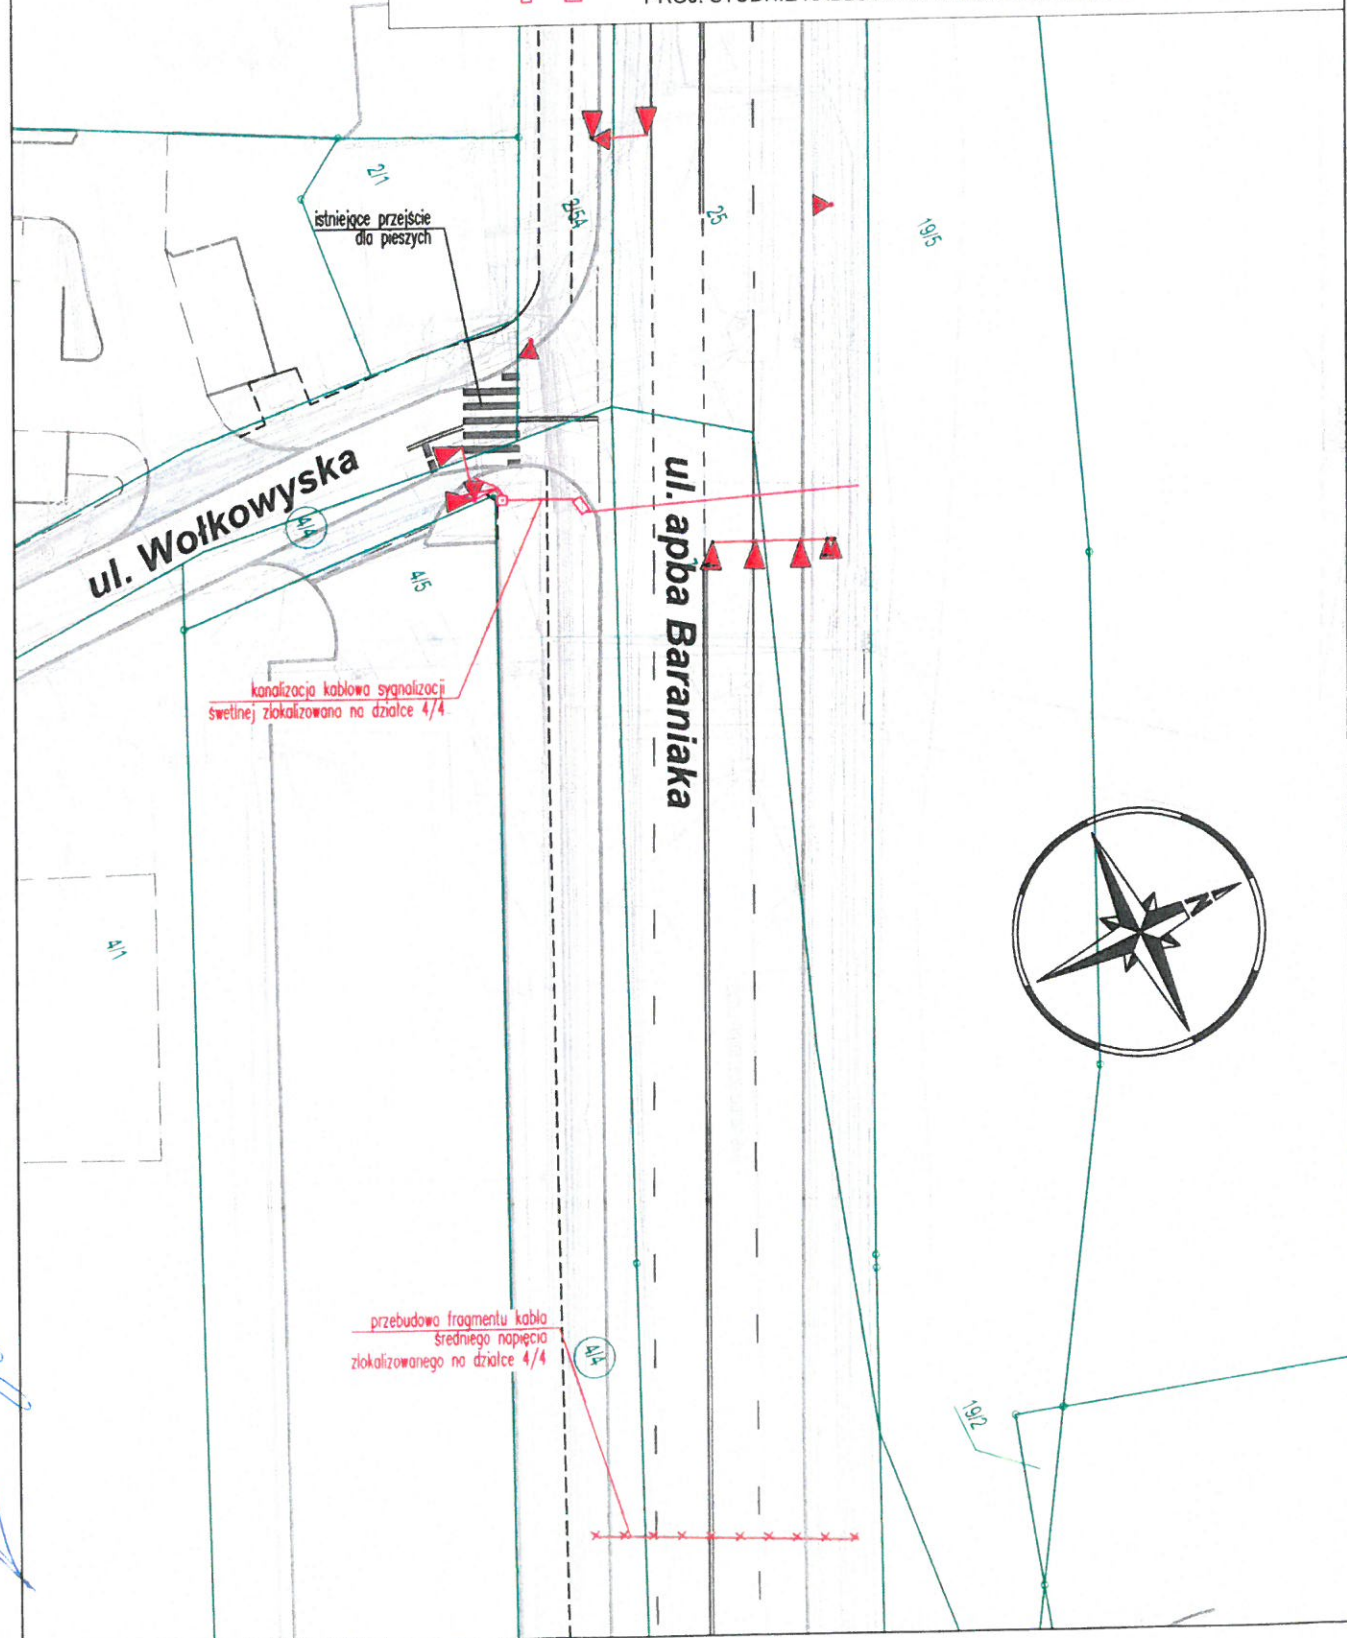 2/1
istniejące przejście
dla pieszych
2/54
25
19/5
ul. Wołkowyska
4/4
4/5
ul. apba Baraniaka
kanalizacja kablowa sygnalizacji
świetlnej zlokalizowana na działce 4/4
4/1
N
przebudowa fragmentu kabla
średniego napięcia
zlokalizowanego na działce 4/4
4/4
19/2